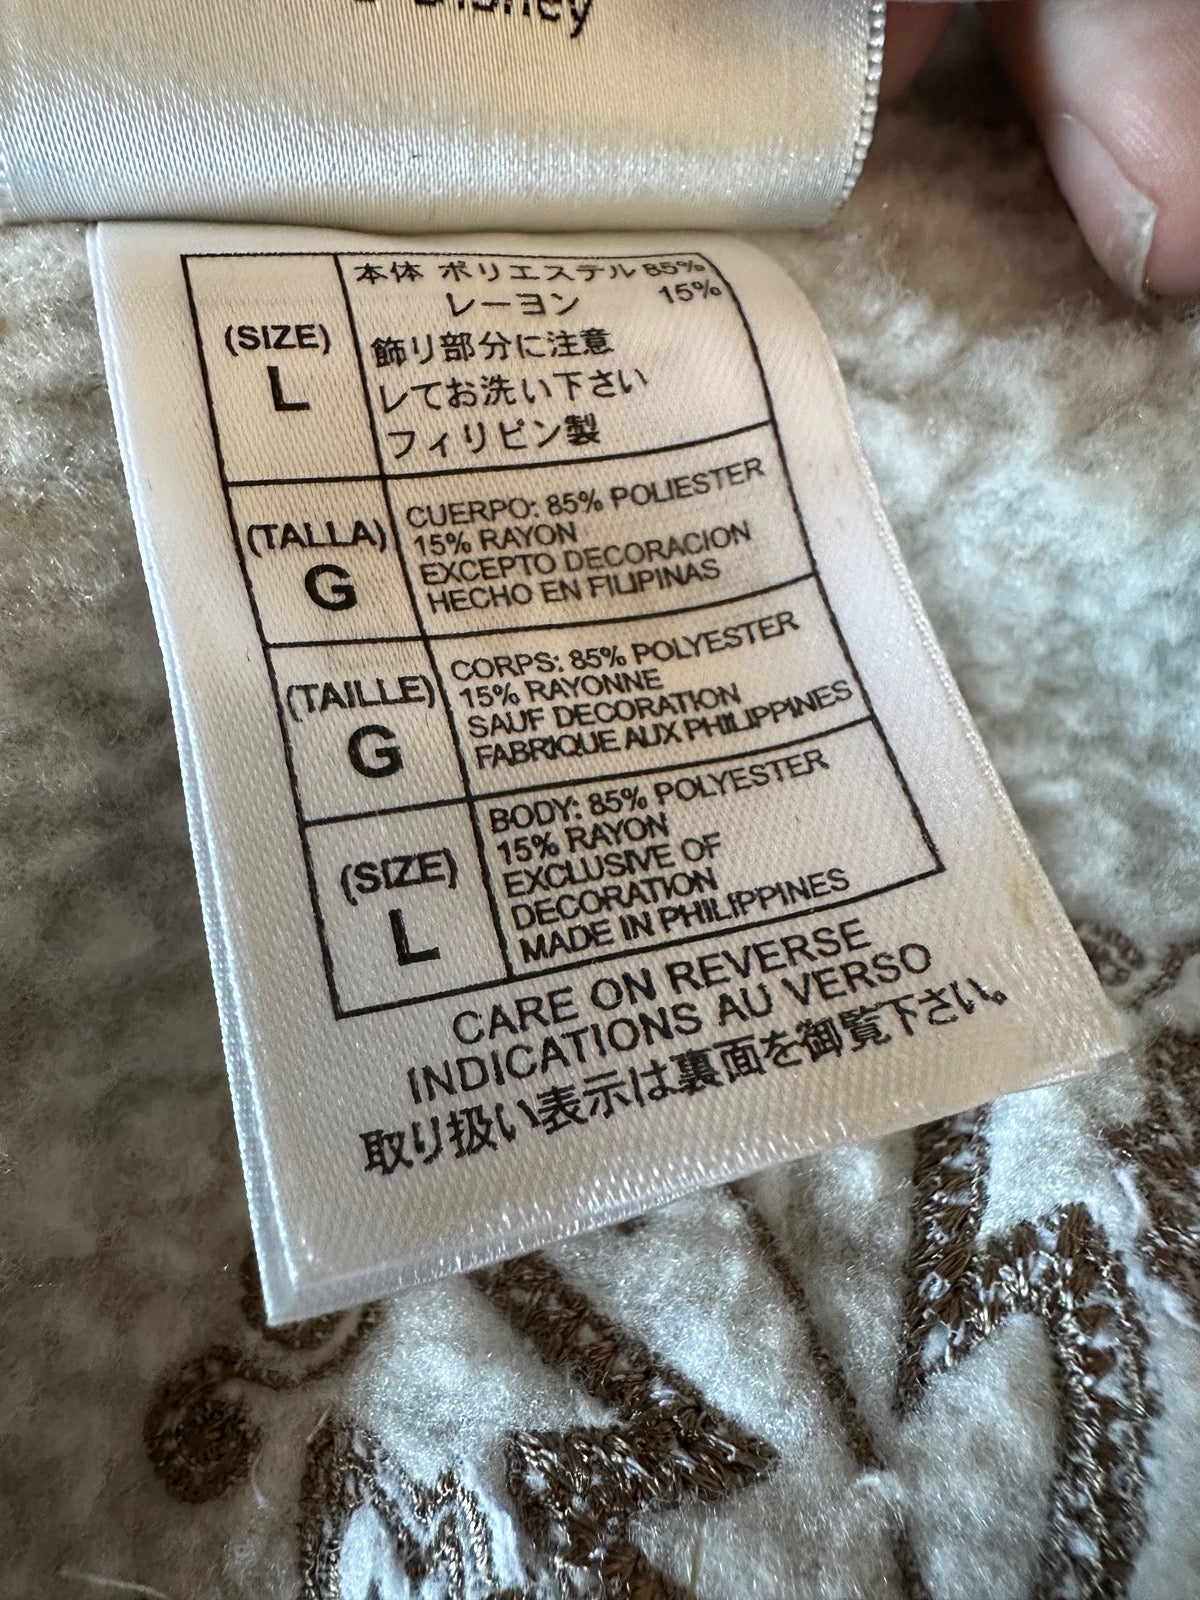 Disney
(SIZE)
L
本体 ポリエステル 85%
レーヨン 15%
飾り部分に注意
してお洗い下さい
フィリピン製
(TALLA)
G
CUERPO: 85% POLIESTER
15% RAYON
EXCEPTO DECORACION
HECHO EN FILIPINAS
(TAILLE)
G
CORPS: 85% POLYESTER
15% RAYONNE
SAUF DECORATION
FABRIQUE AUX PHILIPPINES
(SIZE)
L
BODY: 85% POLYESTER
15% RAYON
EXCLUSIVE OF
DECORATION
MADE IN PHILIPPINES
CARE ON REVERSE
INDICATIONS AU VERSO
取り扱い表示は裏面を御覧下さい。